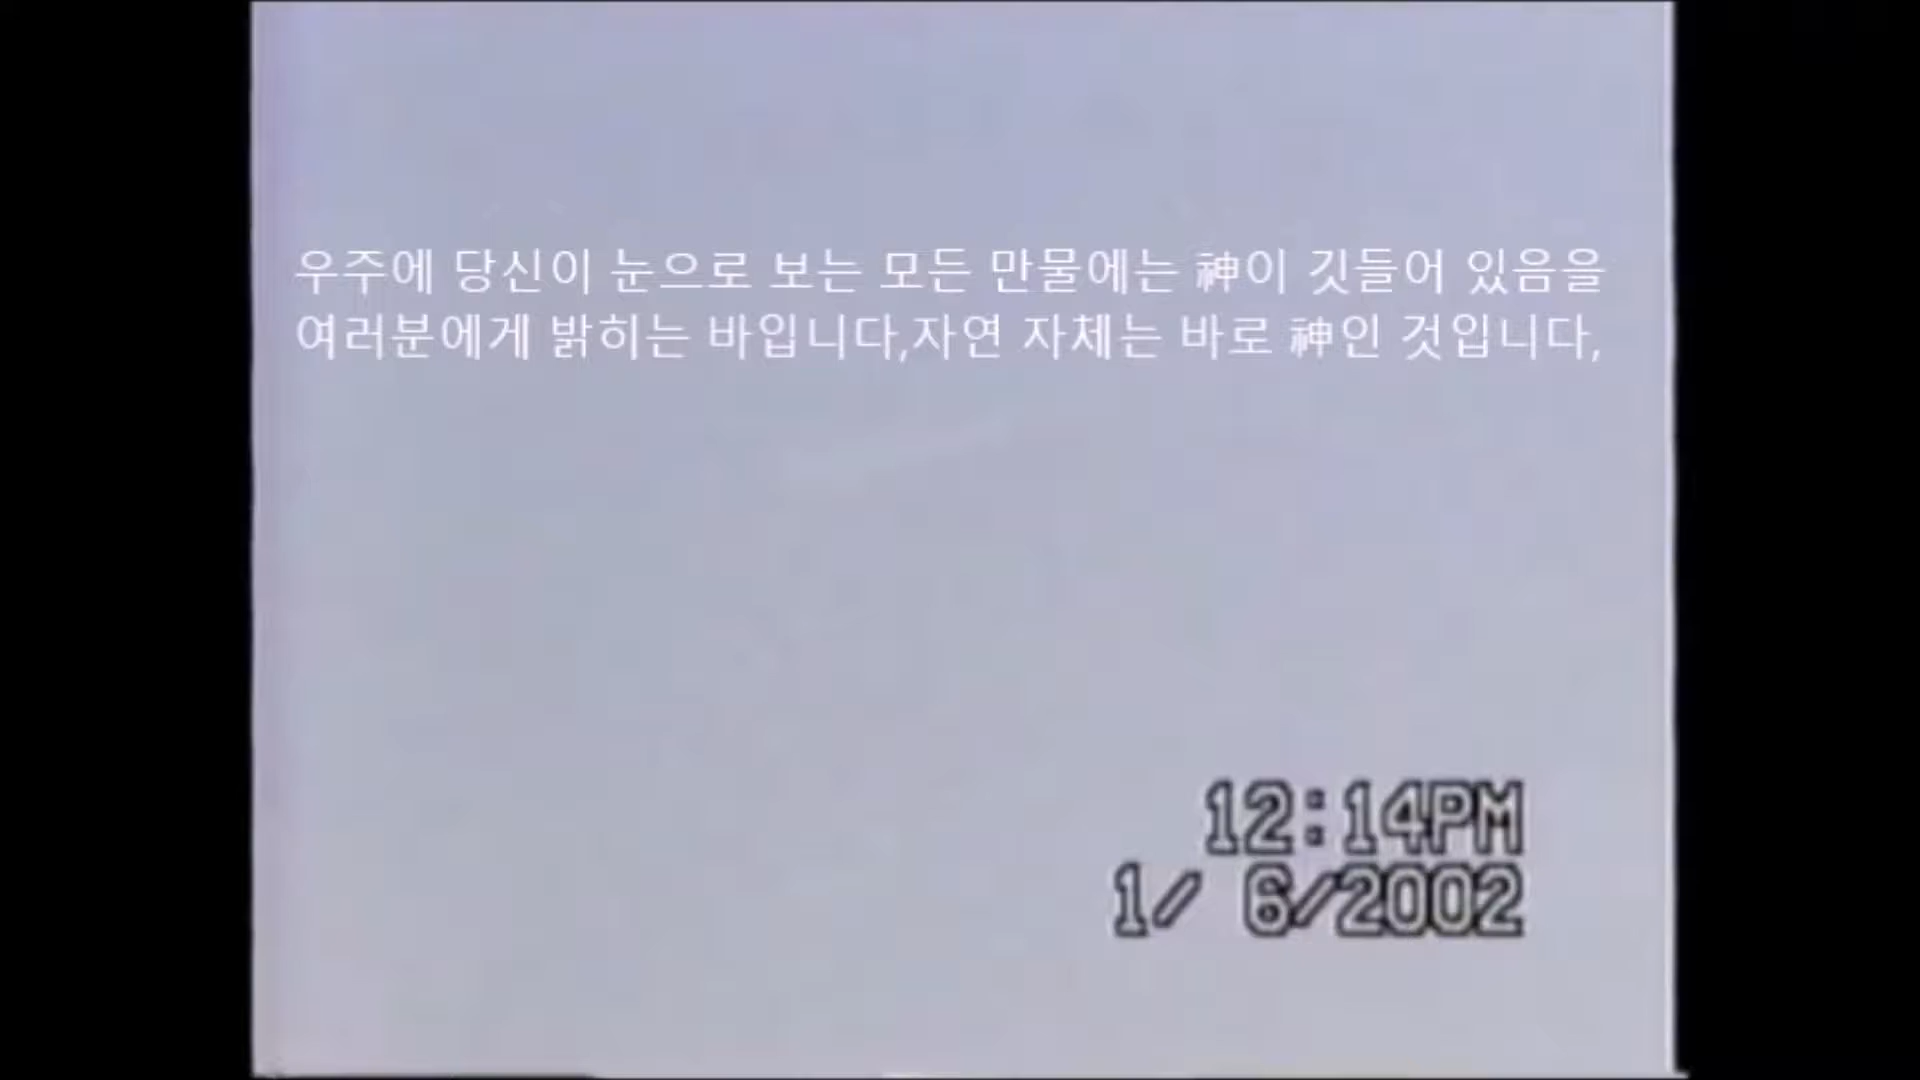 우주에 당신이 눈으로 보는 모든 만물에는 神이 깃들어 있음을
여러분에게 밝히는 바입니다,자연 자체는 바로 神인 것입니다,
12:14PM
1/ 6/2002